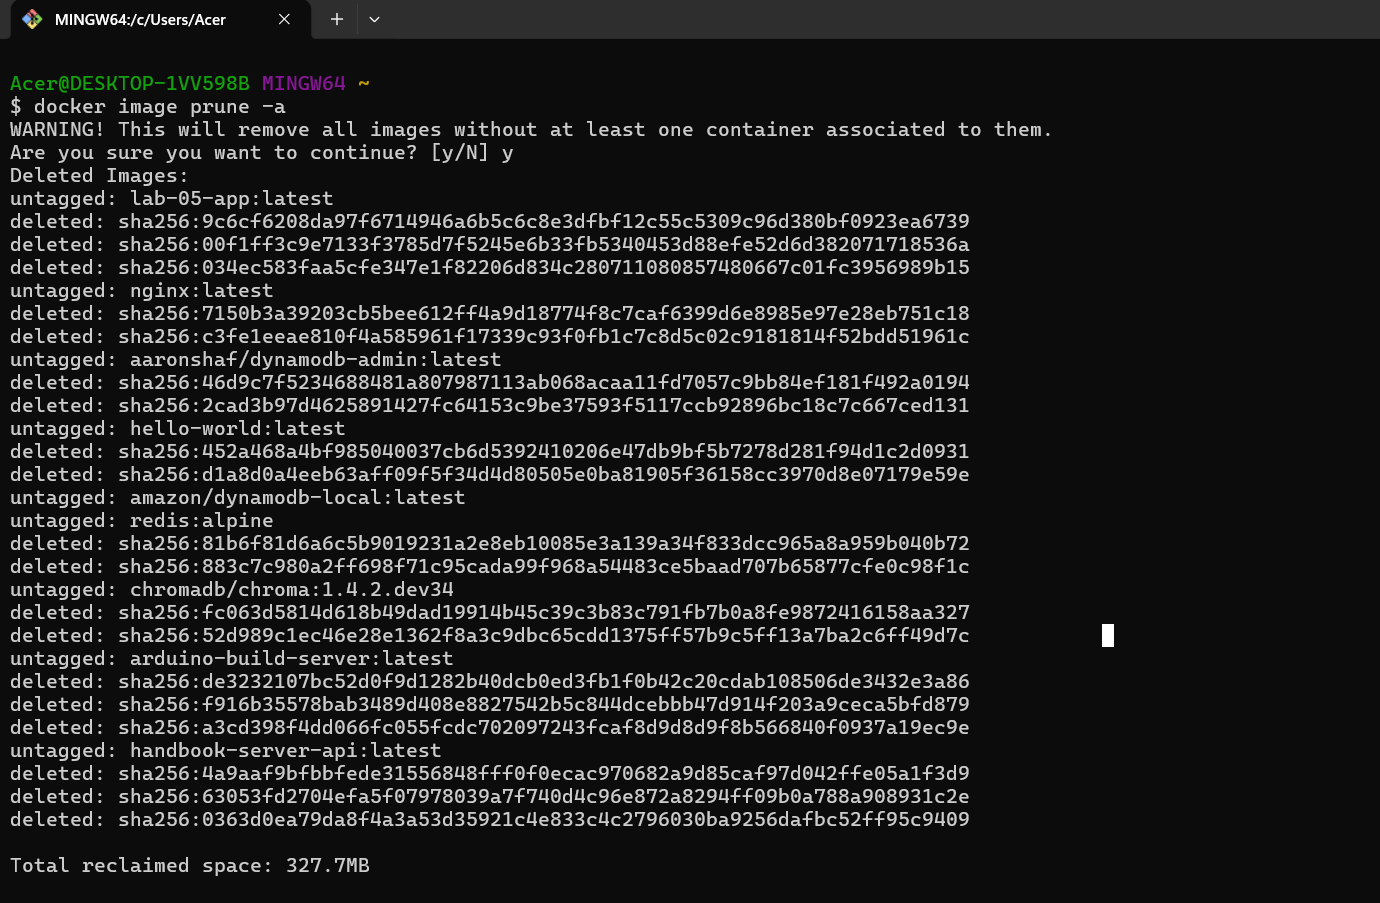 MINGW64:/c/Users/Acer
Acer@DESKTOP-1VV598B MINGW64 ~
$ docker image prune -a
WARNING! This will remove all images without at least one container associated to them.
Are you sure you want to continue? [y/N] y
Deleted Images:
untagged: lab-05-app:latest
deleted: sha256:9c6cf6208da97f6714946a6b5c6c8e3dfbf12c55c5309c96d380bf0923ea6739
deleted: sha256:00f1ff3c9e7133f3785d7f5245e6b33fb5340453d88efe52d6d382071718536a
deleted: sha256:034ec583faa5cfe347e1f82206d834c280711080857480667c01fc3956989b15
untagged: nginx:latest
deleted: sha256:7150b3a39203cb5bee612ff4a9d18774f8c7caf6399d6e8985e97e28eb751c18
deleted: sha256:c3fe1eeae810f4a585961f17339c93f0fb1c7c8d5c02c9181814f52bdd51961c
untagged: aaronshaf/dynamodb-admin:latest
deleted: sha256:46d9c7f5234688481a807987113ab068acaa11fd7057c9bb84ef181f492a0194
deleted: sha256:2cad3b97d4625891427fc64153c9be37593f5117ccb92896bc18c7c667ced131
untagged: hello-world:latest
deleted: sha256:452a468a4bf985040037cb6d5392410206e47db9bf5b7278d281f94d1c2d0931
deleted: sha256:d1a8d0a4eeb63aff09f5f34d4d80505e0ba81905f36158cc3970d8e07179e59e
untagged: amazon/dynamodb-local:latest
untagged: redis:alpine
deleted: sha256:81b6f81d6a6c5b9019231a2e8eb10085e3a139a34f833dcc965a8a959b040b72
deleted: sha256:883c7c980a2ff698f71c95cada99f968a54483ce5baad707b65877cfe0c98f1c
untagged: chromadb/chroma:1.4.2.dev34
deleted: sha256:fc063d5814d618b49dad19914b45c39c3b83c791fb7b0a8fe9872416158aa327
deleted: sha256:52d989c1ec46e28e1362f8a3c9dbc65cdd1375ff57b9c5ff13a7ba2c6ff49d7c
untagged: arduino-build-server:latest
deleted: sha256:de3232107bc52d0f9d1282b40dcb0ed3fb1f0b42c20cdab108506de3432e3a86
deleted: sha256:f916b35578bab3489d408e8827542b5c844dcebbb47d914f203a9ceca5bfd879
deleted: sha256:a3cd398f4dd066fc055fcdc702097243fcaf8d9d8d9f8b566840f0937a19ec9e
untagged: handbook-server-api:latest
deleted: sha256:4a9aaf9bfbbfede31556848fff0f0ecac970682a9d85caf97d042ffe05a1f3d9
deleted: sha256:63053fd2704efa5f07978039a7f740d4c96e872a8294ff09b0a788a908931c2e
deleted: sha256:0363d0ea79da8f4a3a53d35921c4e833c4c2796030ba9256dafbc52ff95c9409
Total reclaimed space: 327.7MB